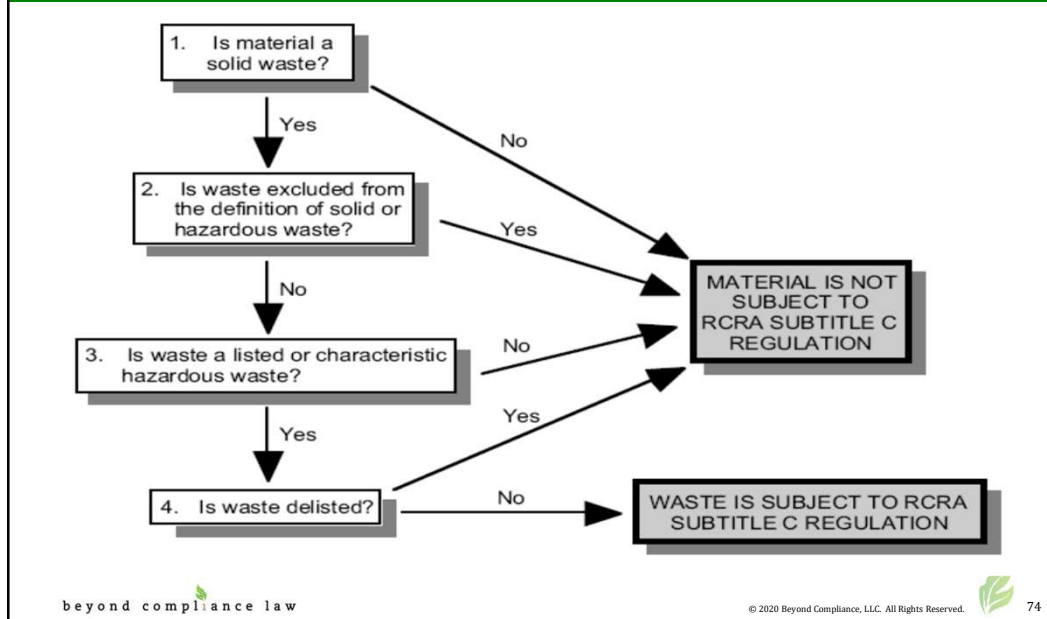 1. Is material a
solid waste?
Yes
No
2. Is waste excluded from
the definition of solid or
hazardous waste?
Yes
No
MATERIAL IS NOT
SUBJECT TO
RCRA SUBTITLE C
REGULATION
3. Is waste a listed or characteristic
hazardous waste?
No
Yes
Yes
4. Is waste delisted?
No
WASTE IS SUBJECT TO RCRA
SUBTITLE C REGULATION
beyond compliance law
© 2020 Beyond Compliance, LLC. All Rights Reserved.
74